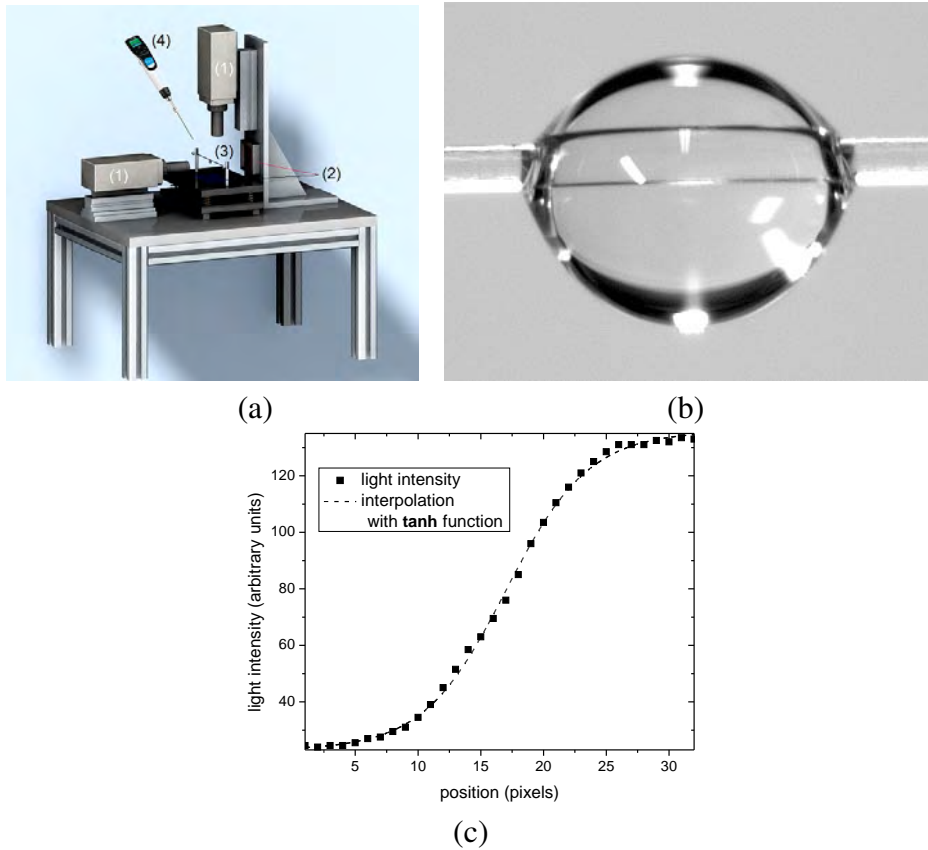 (4)
(1)
(3)
(1)
(2)
(a)
(b)
light intensity (arbitrary units)
120
100
80
60
40
light intensity
interpolation
with tanh function
5
10
15
20
25
30
position (pixels)
(c)